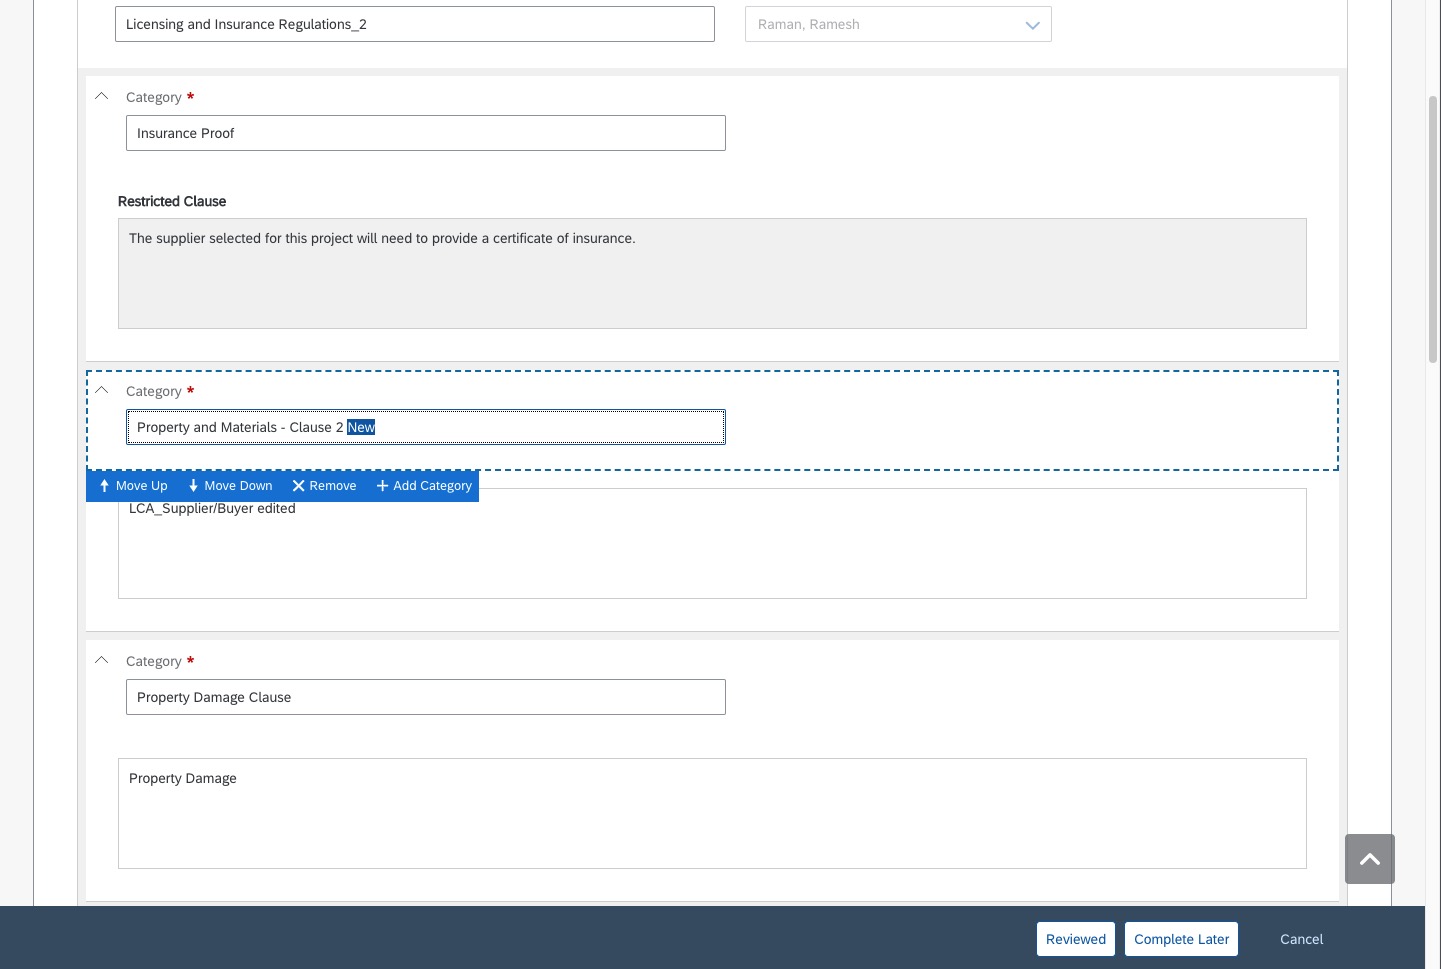 Licensing and Insurance Regulations_2
Raman, Ramesh
Category *
Insurance Proof
Restricted Clause
The supplier selected for this project will need to provide a certificate of insurance.
Category *
Property and Materials - Clause 2 New
Move Up Move Down Remove Add Category
LCA_Supplier/Buyer edited
Category *
Property Damage Clause
Property Damage
Reviewed Complete Later Cancel